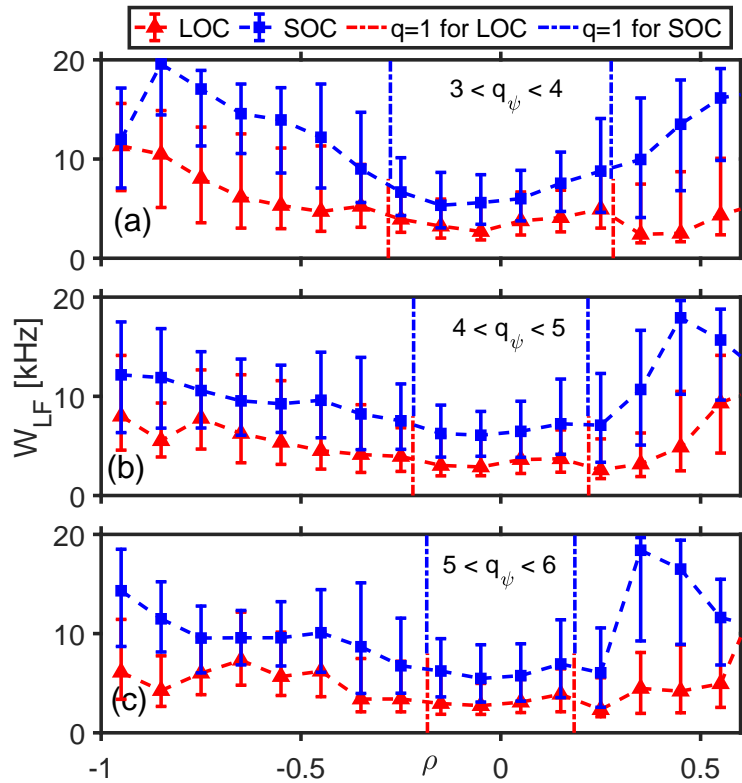 LOC SOC q=1 for LOC q=1 for SOC
20
3 < q_ψ < 4
10
(a)
0
20
4 < q_ψ < 5
10
(b)
0
W_LF [kHz]
20
5 < q_ψ < 6
10
(c)
0
-1 -0.5 0 0.5
ρ